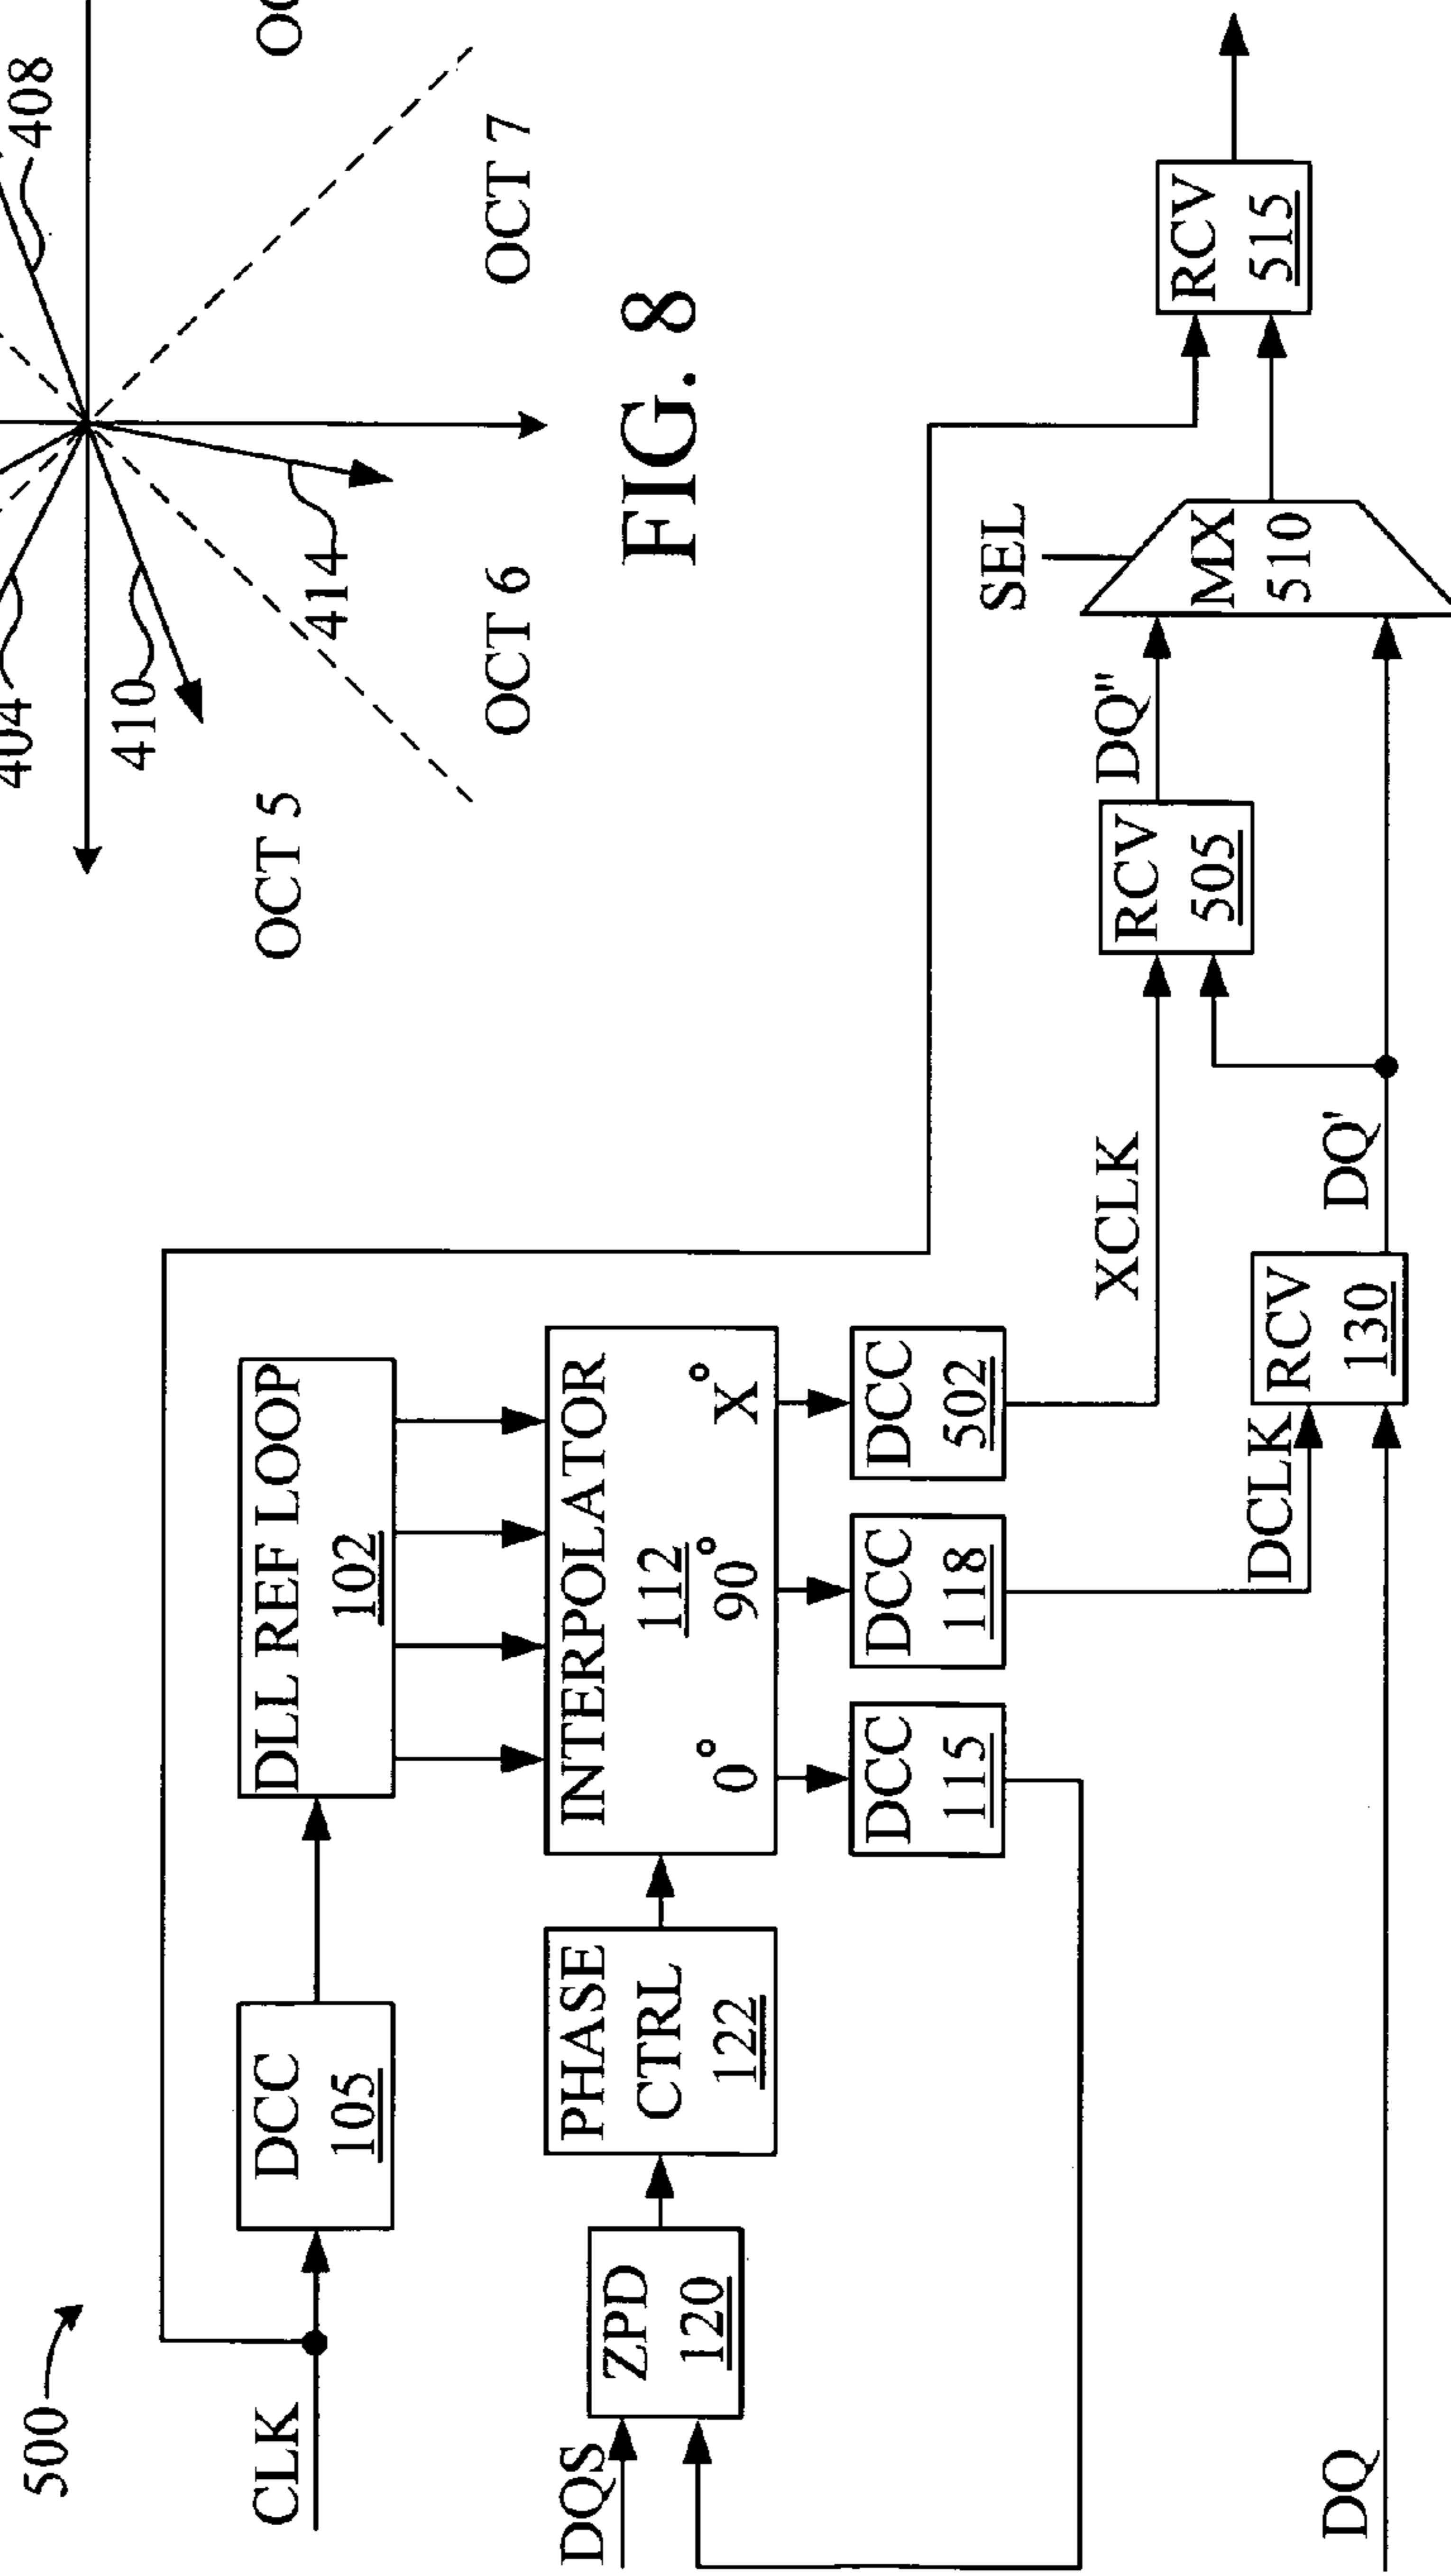 408
OCT 7
404
410
414
OCT 6
OCT 5
FIG. 8
500
CLK
DCC
105
DLL REF LOOP
102
DQS
ZPD
120
PHASE
CTRL
122
INTERPOLATOR
112
0° 90° X°
DCC
115
DCC
118
DCC
502
XCLK
DCLK
DQ
RCV
130
DQ'
RCV
505
DQ"
SEL
MX
510
RCV
515